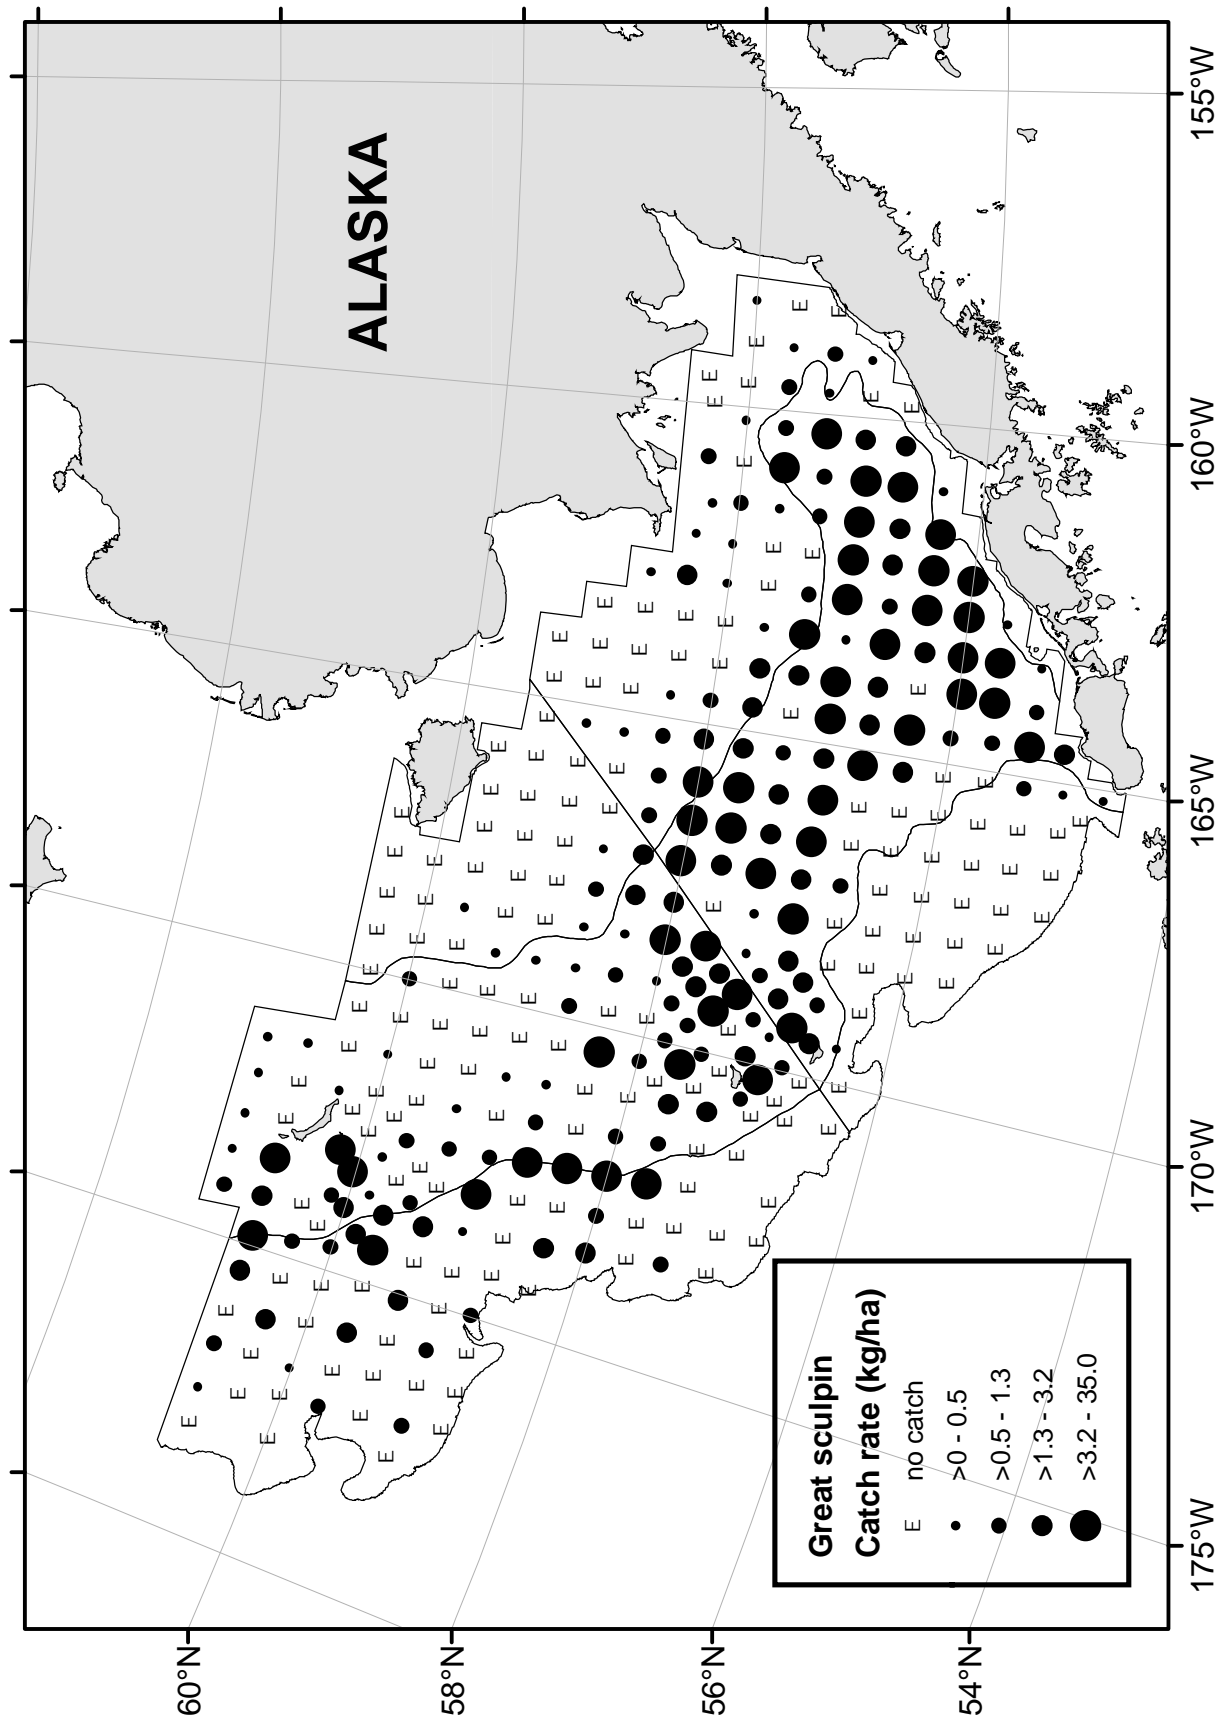 ALASKA
60°N
58°N
56°N
54°N
175°W
170°W
165°W
160°W
155°W
Great sculpin
Catch rate (kg/ha)
E no catch
>0 - 0.5
>0.5 - 1.3
>1.3 - 3.2
>3.2 - 35.0